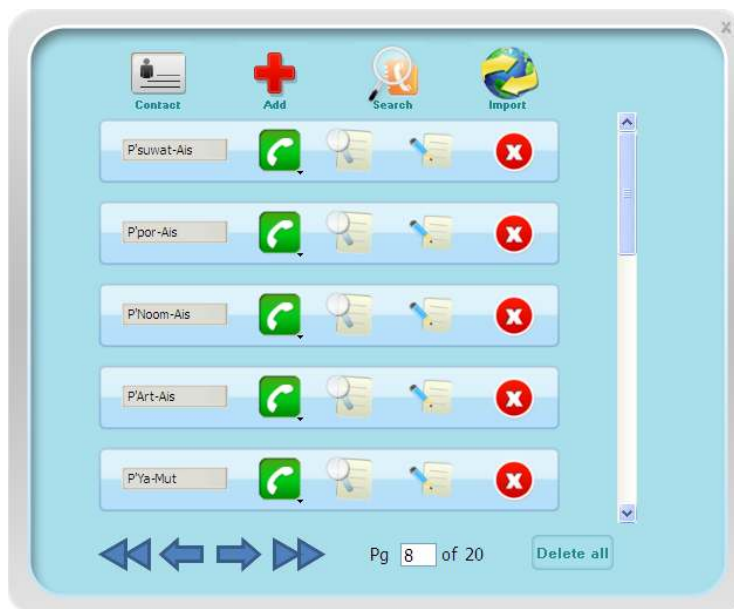 x
Contact Add Search Import
P'suwat-Ais
P'por-Ais
P'Noom-Ais
P'Art-Ais
P'Ya-Mut
Pg 8 of 20 Delete all